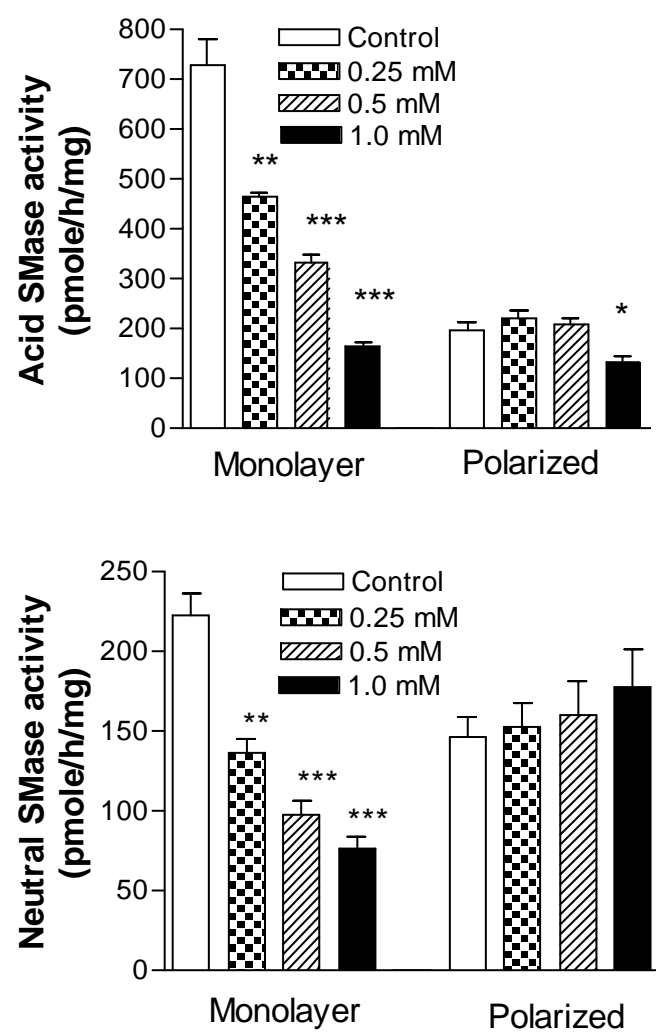 Acid SMase activity
(pmole/h/mg)
800
700
600
500
400
300
200
100
0
Control
0.25 mM
0.5 mM
1.0 mM
**
***
***
*
Monolayer
Polarized
Neutral SMase activity
(pmole/h/mg)
250
200
150
100
50
0
Control
0.25 mM
0.5 mM
1.0 mM
**
***
***
Monolayer
Polarized